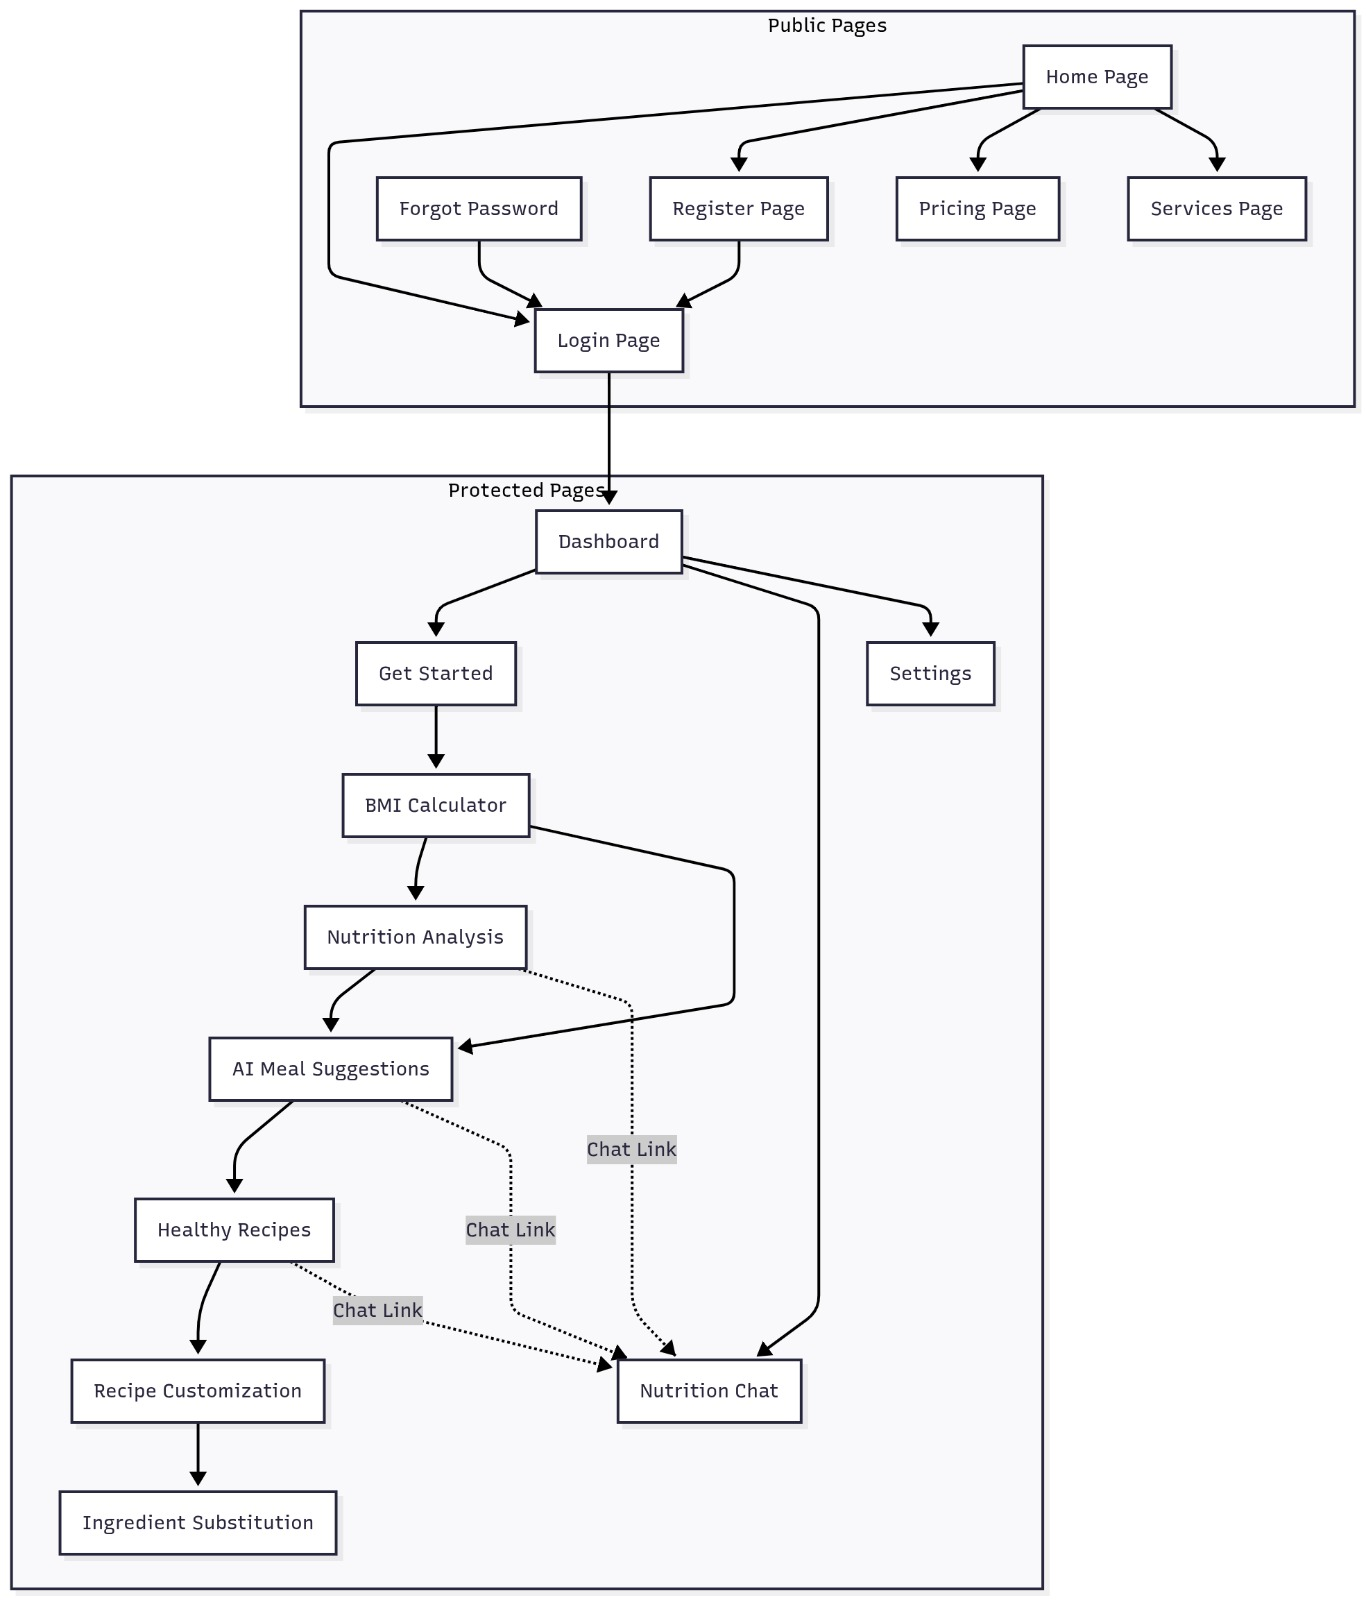 Public Pages
Home Page
Forgot Password
Register Page
Pricing Page
Services Page
Login Page
Protected Pages
Dashboard
Get Started
Settings
BMI Calculator
Nutrition Analysis
AI Meal Suggestions
Chat Link
Healthy Recipes
Chat Link
Chat Link
Recipe Customization
Nutrition Chat
Ingredient Substitution